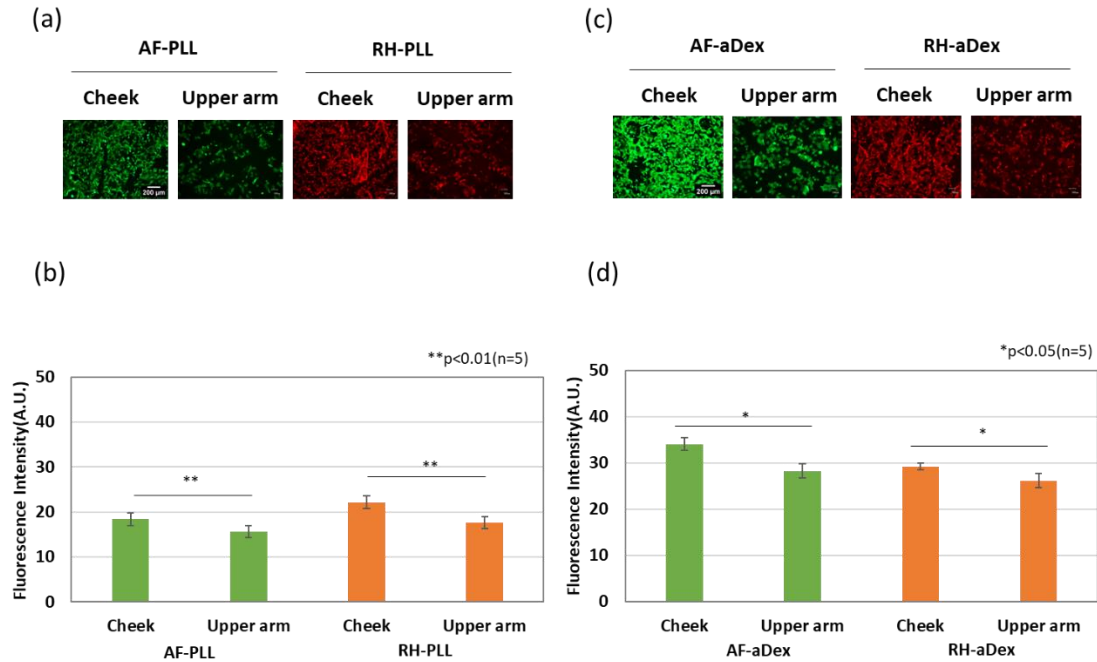 (a)
AF-PLL RH-PLL
Cheek Upper arm Cheek Upper arm
200 μm
(c)
AF-aDex RH-aDex
Cheek Upper arm Cheek Upper arm
200 μm
(b)
**p<0.01(n=5)
Fluorescence Intensity(A.U.)
50
40
30
20
10
0
**
**
Cheek Upper arm Cheek Upper arm
AF-PLL RH-PLL
(d)
*p<0.05(n=5)
Fluorescence Intensity(A.U.)
50
40
30
20
10
0
*
*
Cheek Upper arm Cheek Upper arm
AF-aDex RH-aDex